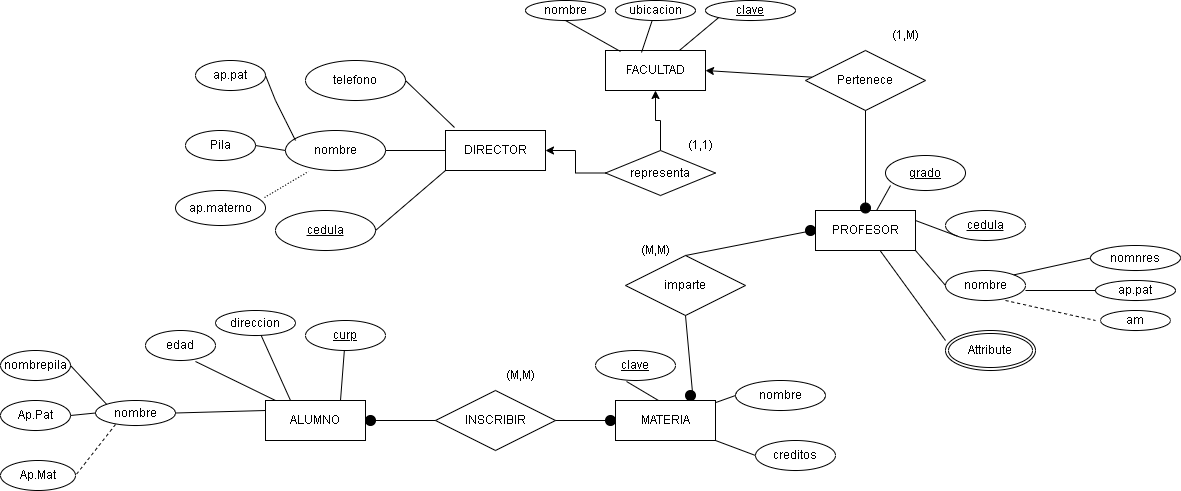 nombre
ubicacion
clave
(1,M)
FACULTAD
Pertenece
ap.pat
telefono
Pila
nombre
DIRECTOR
(1,1)
representa
ap.materno
cedula
grado
cedula
PROFESOR
nomnres
nombre
ap.pat
am
Attribute
(M,M)
imparte
direccion
curp
edad
nombrepila
nombre
Ap.Pat
ALUMNO
Ap.Mat
(M,M)
INSCRIBIR
clave
nombre
MATERIA
creditos